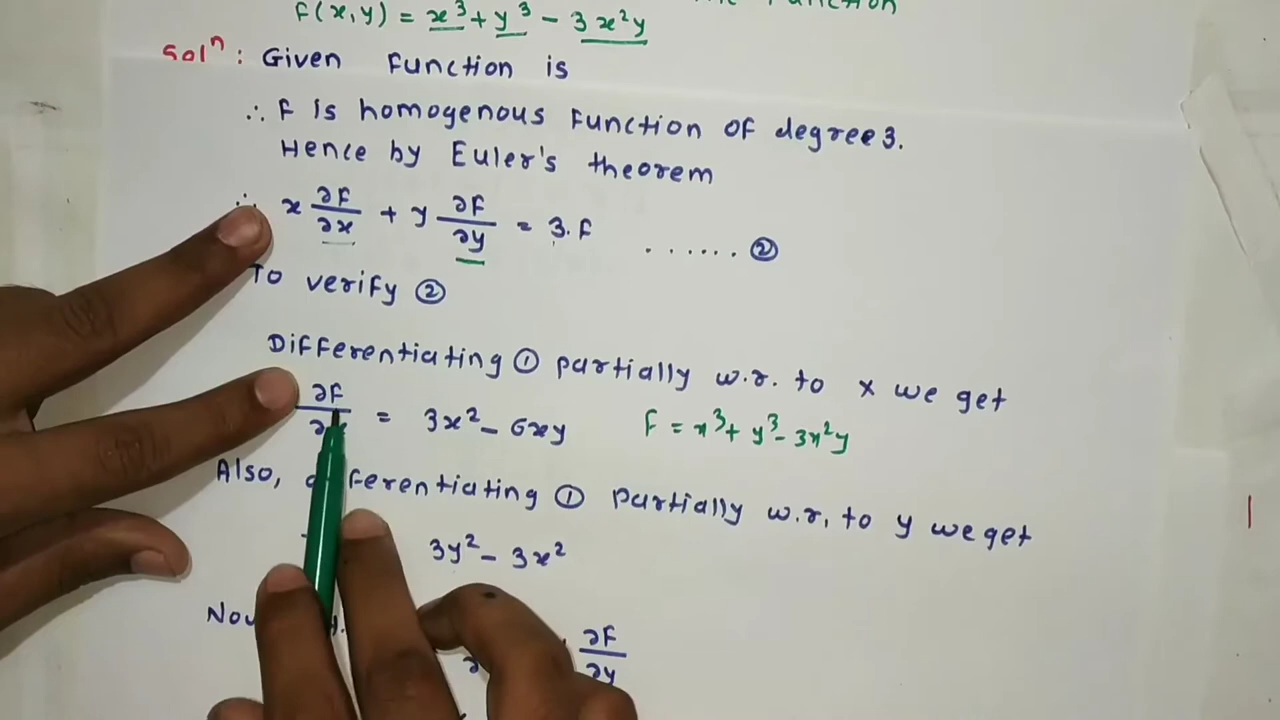 Function
F(x,y) = x³ + y³ - 3x²y
Solⁿ : Given Function is
∴ F is homogenous Function of degree 3.
Hence by Euler's theorem
∴ x ∂F/∂x + y ∂F/∂y = 3.F ...... ②
To verify ②
Differentiating ① partially w.r. to x we get
∂F/∂x = 3x² - 6xy F = x³ + y³ - 3x²y
Also, differentiating ① partially w.r. to y we get
3y² - 3x²
∂F/∂y